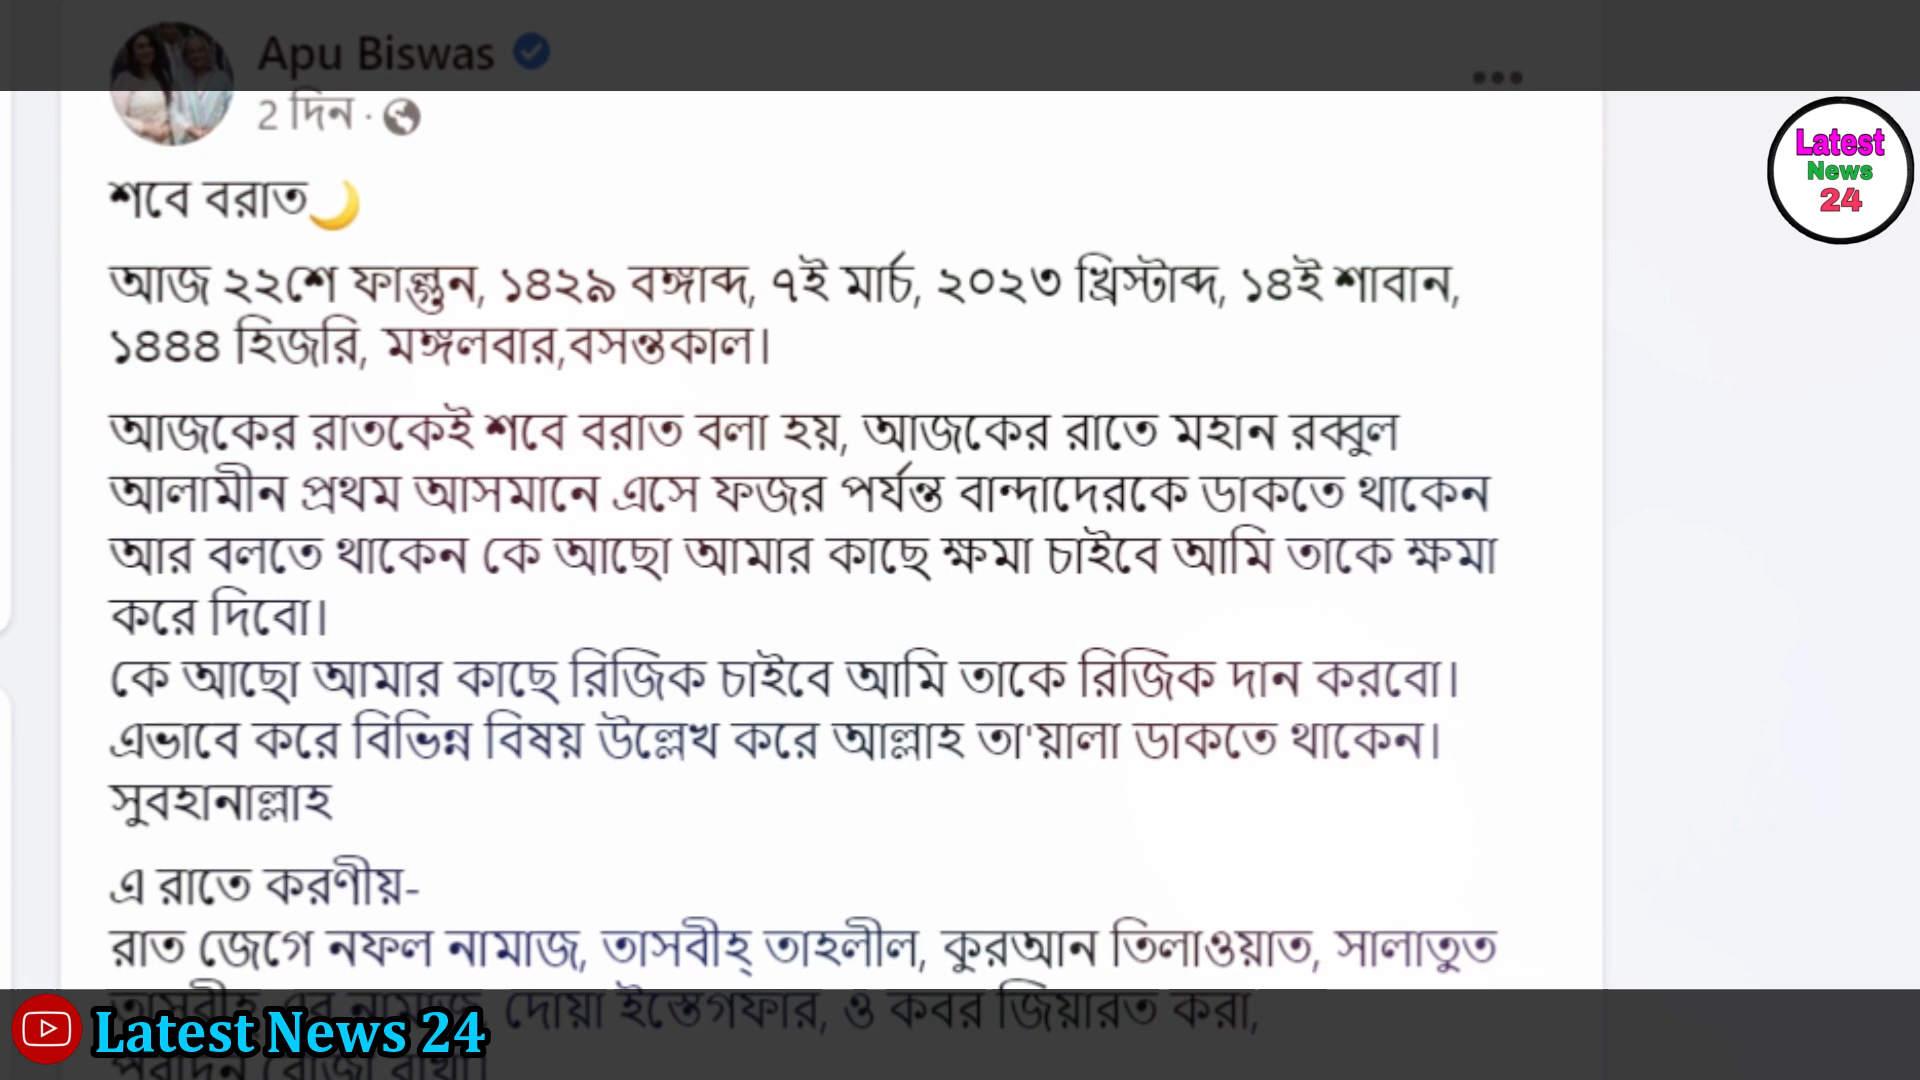 Apu Biswas
2 দিন ·
শবে বরাত🌙
আজ ২২শে ফাল্গুন, ১৪২৯ বঙ্গাব্দ, ৭ই মার্চ, ২০২৩ খ্রিস্টাব্দ, ১৪ই শাবান,
১৪৪৪ হিজরি, মঙ্গলবার,বসন্তকাল।
আজকের রাতকেই শবে বরাত বলা হয়, আজকের রাতে মহান রব্বুল
আলামীন প্রথম আসমানে এসে ফজর পর্যন্ত বান্দাদেরকে ডাকতে থাকেন
আর বলতে থাকেন কে আছো আমার কাছে ক্ষমা চাইবে আমি তাকে ক্ষমা
করে দিবো।
কে আছো আমার কাছে রিজিক চাইবে আমি তাকে রিজিক দান করবো।
এভাবে করে বিভিন্ন বিষয় উল্লেখ করে আল্লাহ তা'য়ালা ডাকতে থাকেন।
সুবহানাল্লাহ
এ রাতে করণীয়-
রাত জেগে নফল নামাজ, তাসবীহ্ তাহলীল, কুরআন তিলাওয়াত, সালাতুত
তাসবীহ্ এর নামাজ, দোয়া ইস্তেগফার, ও কবর জিয়ারত করা,
পরদিন রোজা রাখা।
Latest
News
24
Latest News 24